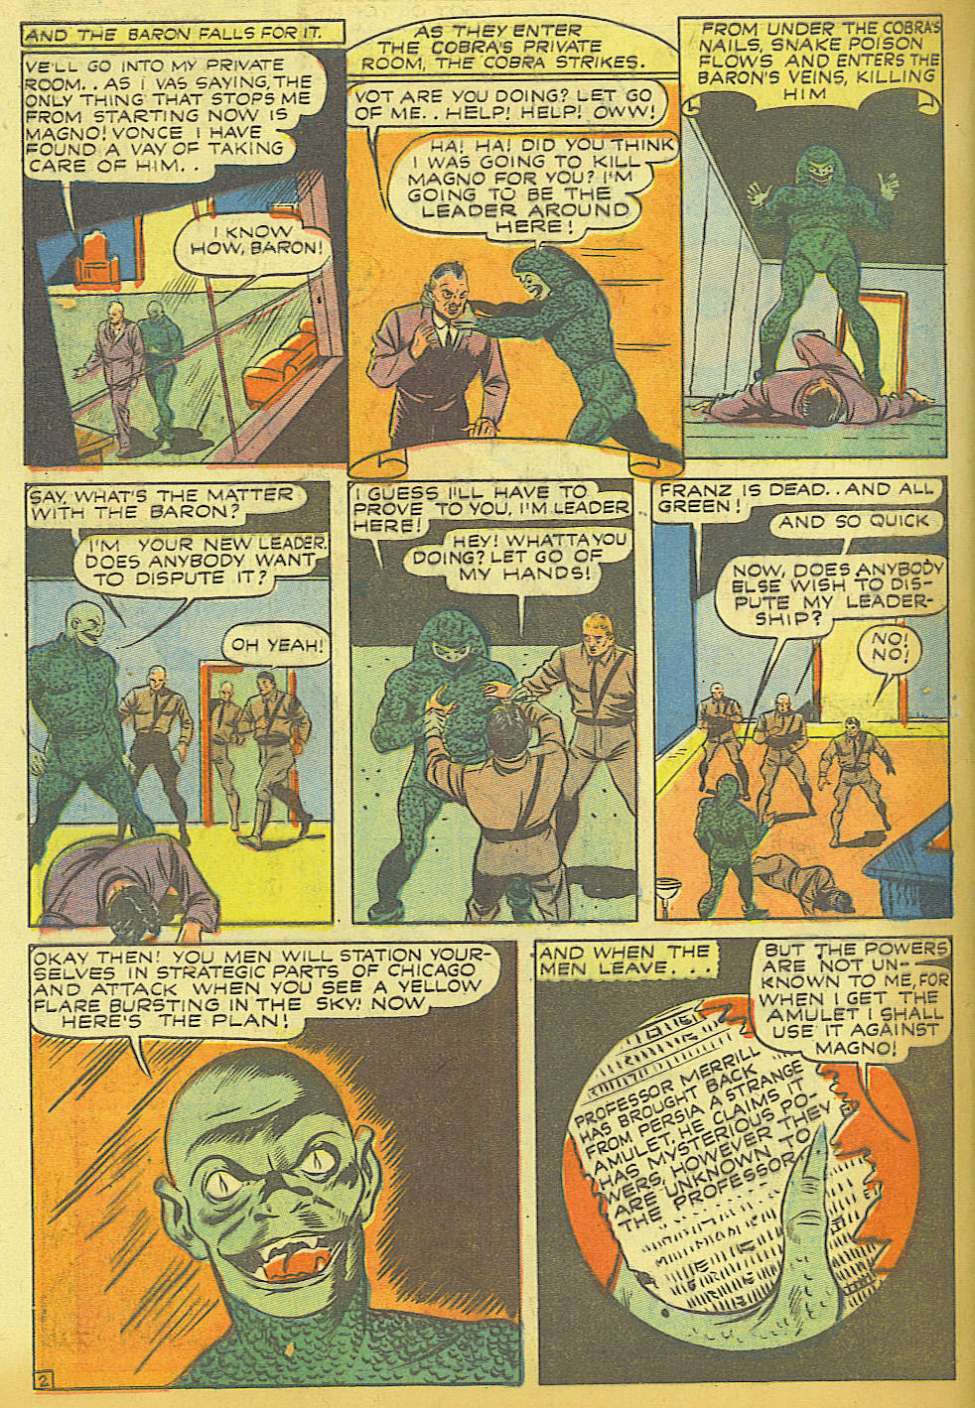 AND THE BARON FALLS FOR IT.
VE'LL GO INTO MY PRIVATE
ROOM.. AS I VAS SAYING, THE
ONLY THING THAT STOPS ME
FROM STARTING NOW IS
MAGNO! VONCE I HAVE
FOUND A VAY OF TAKING
CARE OF HIM..
I KNOW
HOW, BARON!
AS THEY ENTER
THE COBRA'S PRIVATE
ROOM, THE COBRA STRIKES.
VOT ARE YOU DOING? LET GO
OF ME.. HELP! HELP! OWW!
HA! HA! DID YOU THINK
I WAS GOING TO KILL
MAGNO FOR YOU? I'M
GOING TO BE THE
LEADER AROUND
HERE!
FROM UNDER THE COBRA'S
NAILS, SNAKE POISON
FLOWS AND ENTERS THE
BARON'S VEINS, KILLING
HIM
SAY, WHAT'S THE MATTER
WITH THE BARON?
I'M YOUR NEW LEADER.
DOES ANYBODY WANT
TO DISPUTE IT?
OH YEAH!
I GUESS I'LL HAVE TO
PROVE TO YOU, I'M LEADER
HERE!
HEY! WHATTA YOU
DOING? LET GO OF
MY HANDS!
FRANZ IS DEAD.. AND ALL
GREEN!
AND SO QUICK
NOW, DOES ANYBODY
ELSE WISH TO DIS-
PUTE MY LEADER-
SHIP?
NO!
NO!
OKAY THEN! YOU MEN WILL STATION YOUR-
SELVES IN STRATEGIC PARTS OF CHICAGO
AND ATTACK WHEN YOU SEE A YELLOW
FLARE BURSTING IN THE SKY! NOW
HERE'S THE PLAN!
2
AND WHEN THE
MEN LEAVE. . .
BUT THE POWERS
ARE NOT UN-
KNOWN TO ME, FOR
WHEN I GET THE
AMULET I SHALL
USE IT AGAINST
MAGNO!
PROFESSOR MERRILL
HAS BROUGHT BACK
FROM PERSIA A STRANGE
AMULET, HE CLAIMS, IT
HAS MYSTERIOUS PO-
WERS, HOWEVER THEY
ARE UNKNOWN TO
THE PROFESSOR